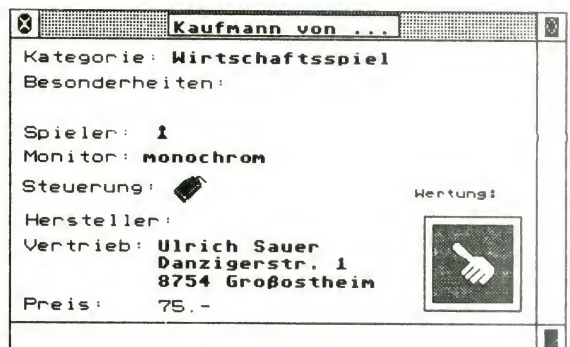 Kaufmann von ...
Kategorie: Wirtschaftsspiel
Besonderheiten:
Spieler:
Monitor: monochrom
Steuerung:
Wertung:
Hersteller:
Vertrieb: Ulrich Sauer
Danzigerstr. 1
8754 Großostheim
Preis: 75.-